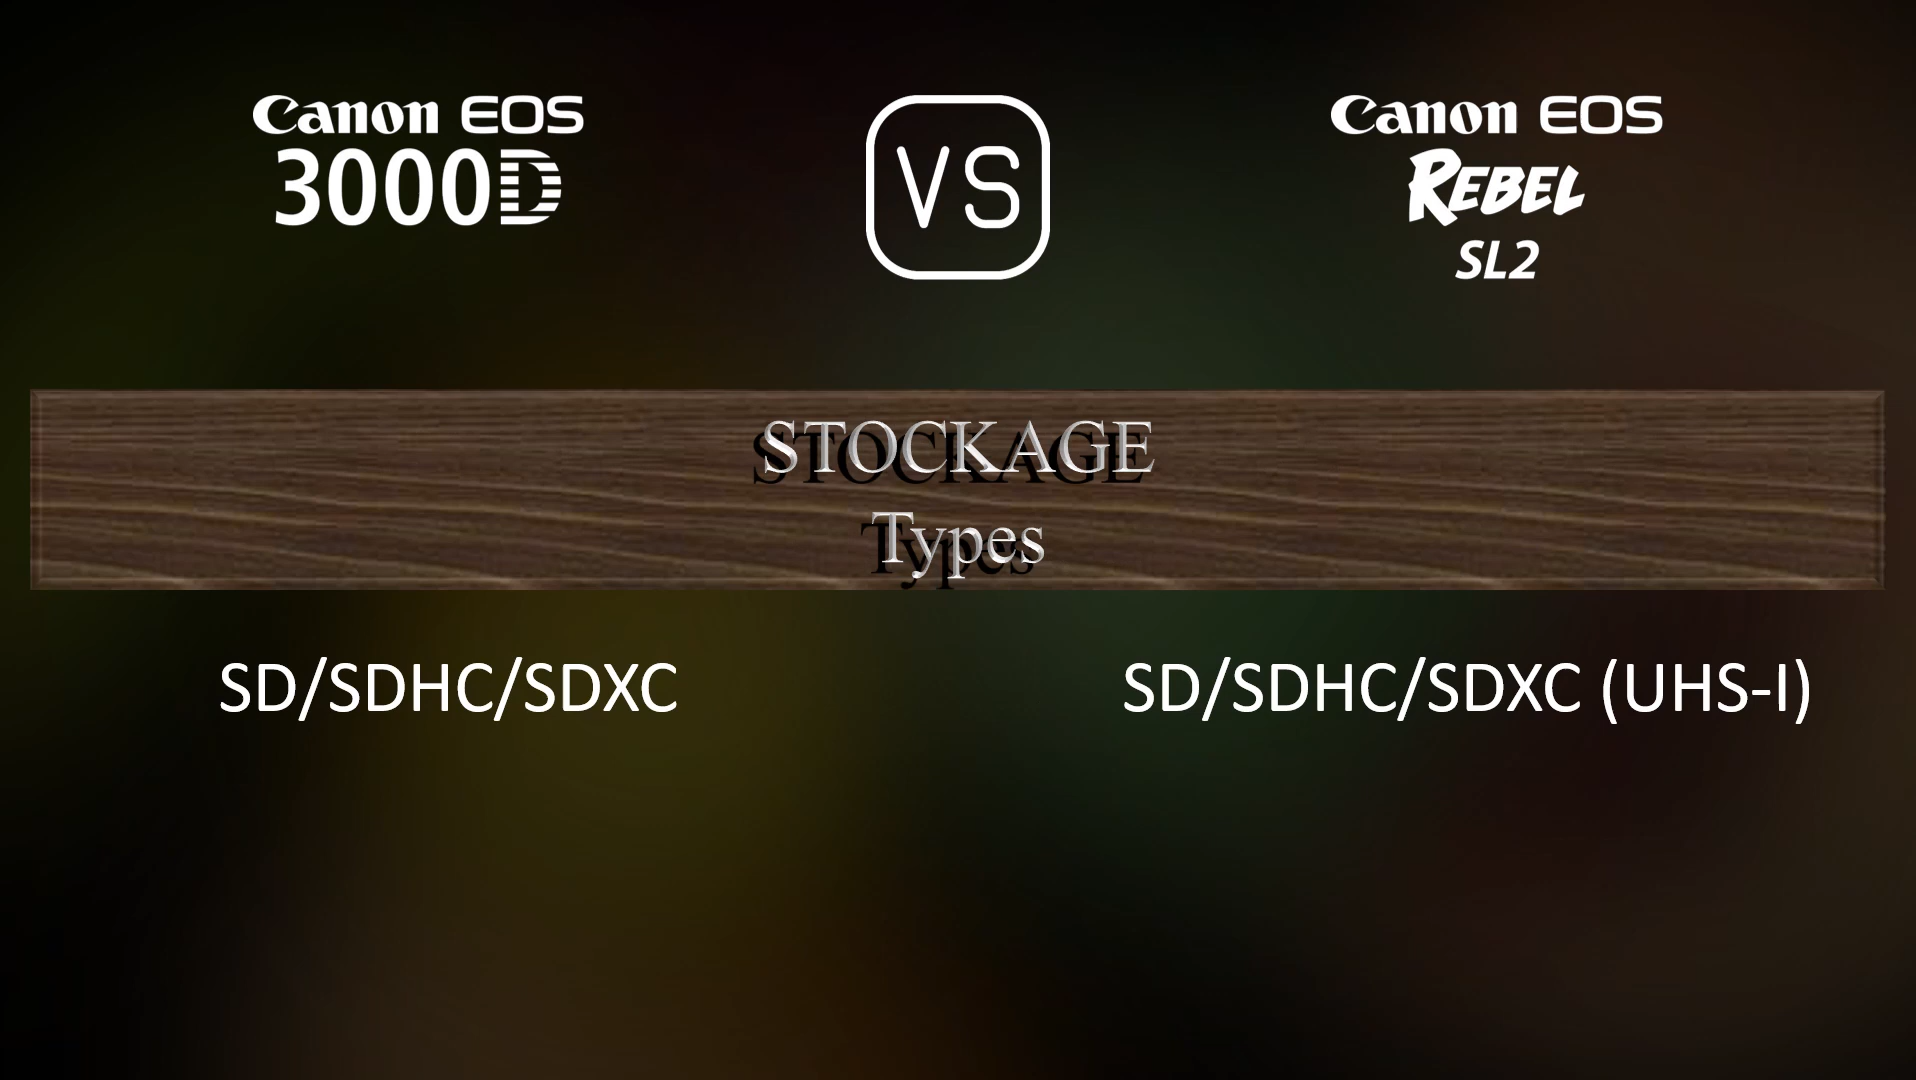 Canon EOS
3000D
VS
Canon EOS
REBEL
SL2
STOCKAGE
Types
SD/SDHC/SDXC
SD/SDHC/SDXC (UHS-I)